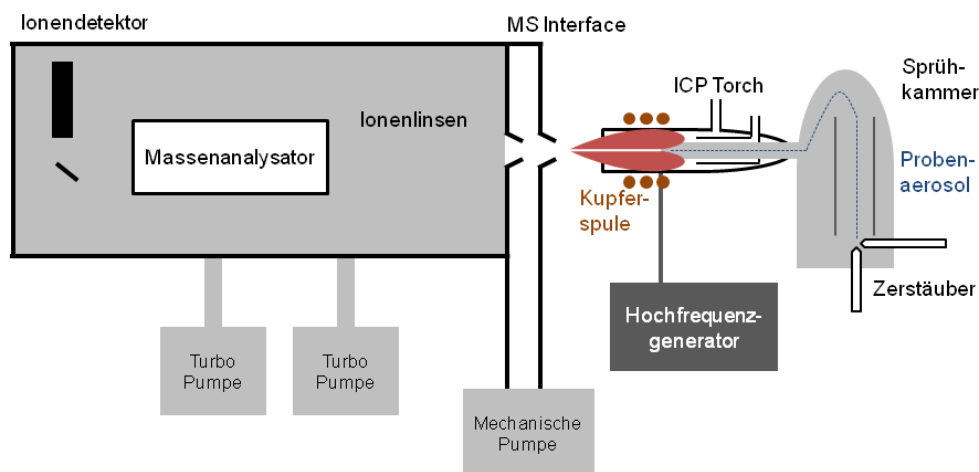 Ionendetektor
MS Interface
ICP Torch
Sprüh-
kammer
Ionenlinsen
Massenanalysator
Proben-
aerosol
Kupfer-
spule
Zerstäuber
Hochfrequenz-
generator
Turbo
Pumpe
Turbo
Pumpe
Mechanische
Pumpe